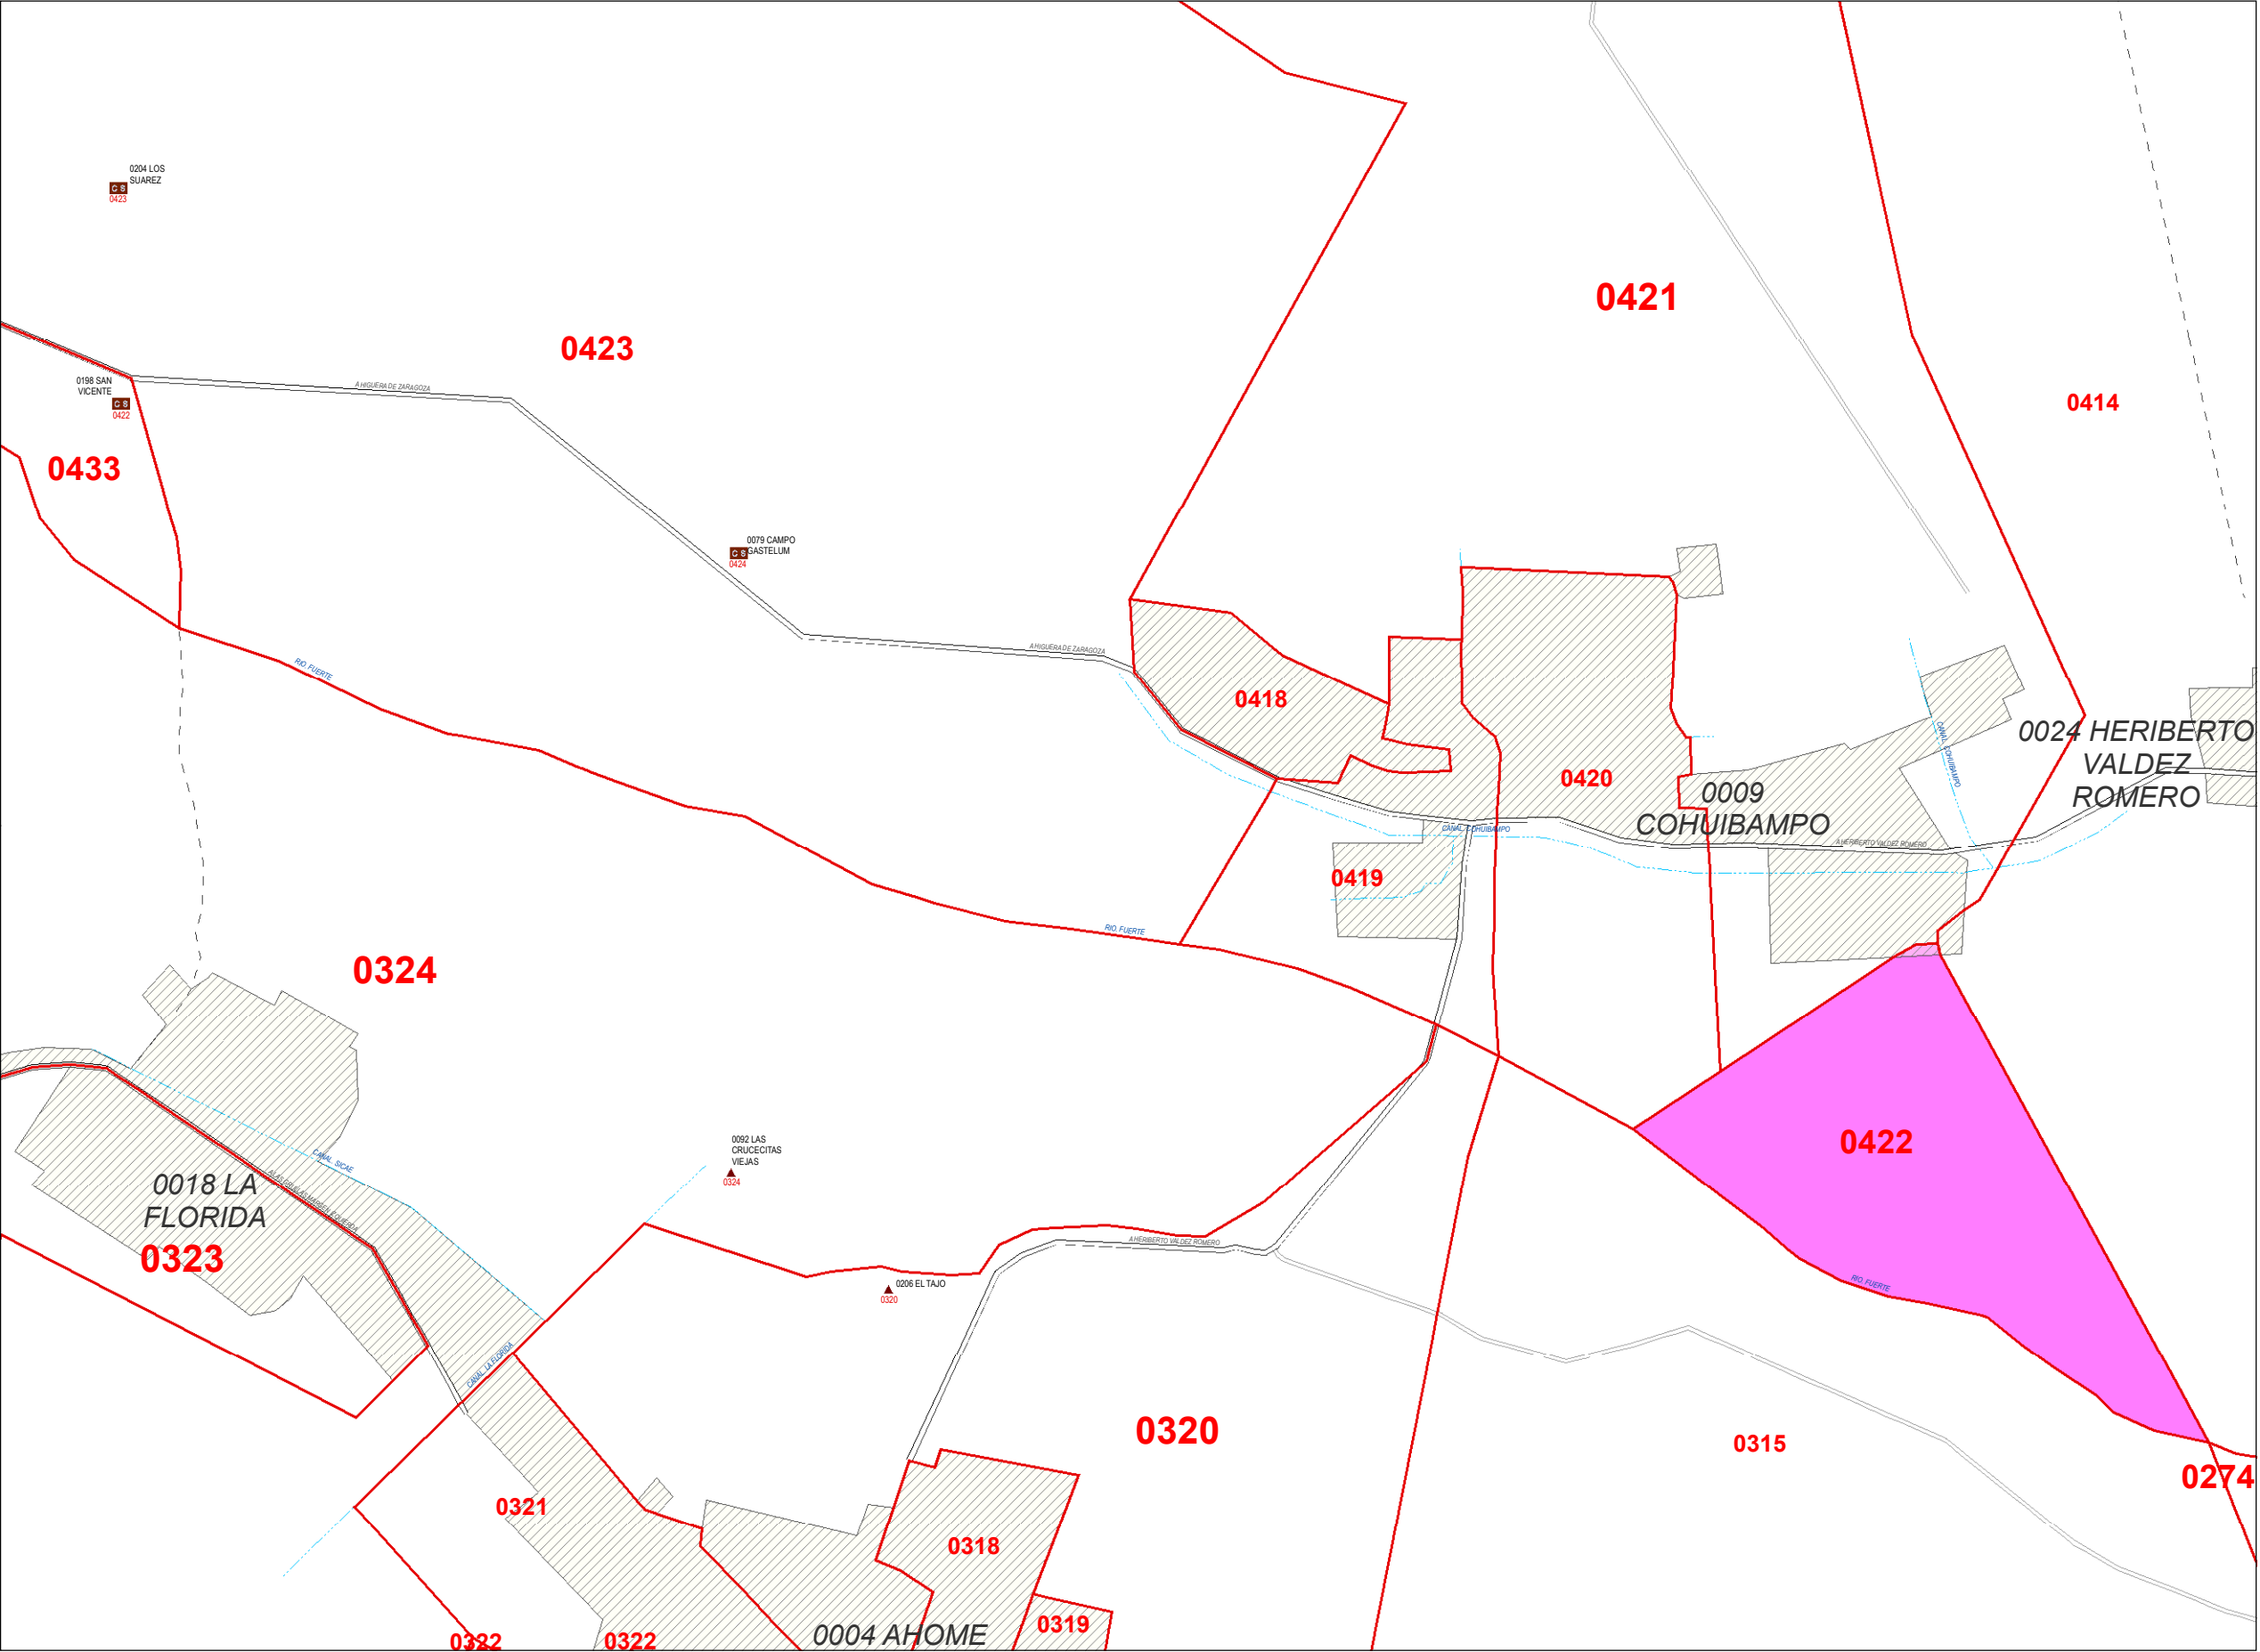 0204 LOS
SUAREZ
C S
0423
0421
0423
A HIGUERA DE ZARAGOZA
0198 SAN
VICENTE
C S
0422
0414
0433
0079 CAMPO
GASTELUM
C S
0424
A HIGUERA DE ZARAGOZA
RIO. FUERTE
0418
0024 HERIBERTO
VALDEZ
ROMERO
CANAL. COHUIBAMPO
0420
0009
COHUIBAMPO
CANAL. COHUIBAMPO
A HERIBERTO VALDEZ ROMERO
0419
RIO. FUERTE
0324
0422
0092 LAS
CRUCECITAS
VIEJAS
0324
CANAL. SICAE
0018 LA
FLORIDA
0323
A HERIBERTO VALDEZ ROMERO
0206 EL TAJO
0320
RIO. FUERTE
CANAL. LA FLORIDA
0320
0315
0274
0321
0318
0319
0322
0322
0004 AHOME